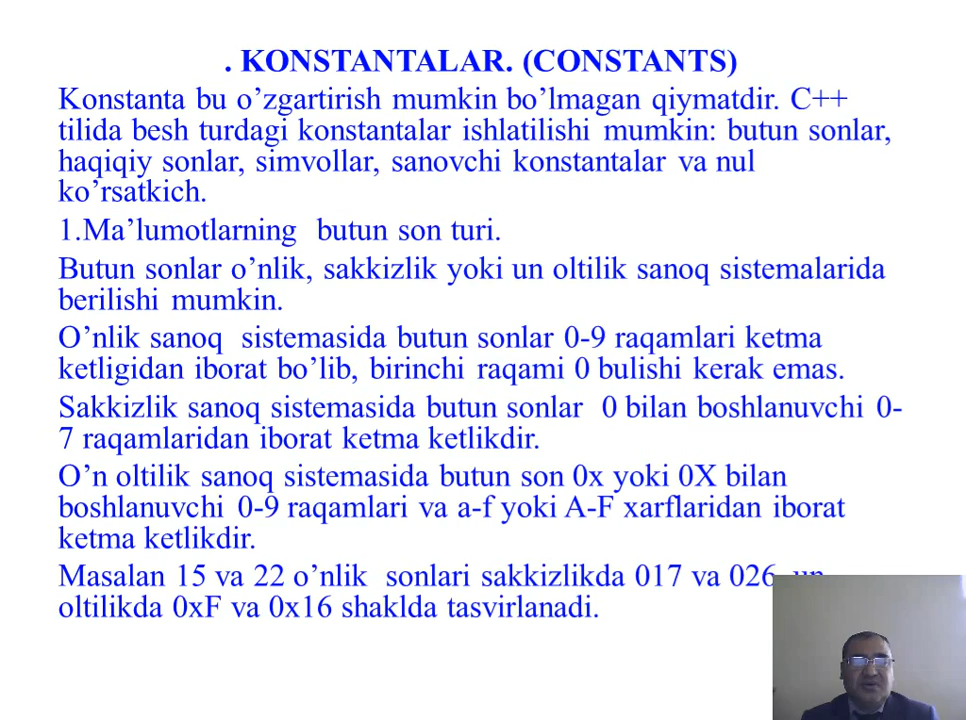 . KONSTANTALAR. (CONSTANTS)
Konstanta bu o’zgartirish mumkin bo’lmagan qiymatdir. C++
tilida besh turdagi konstantalar ishlatilishi mumkin: butun sonlar,
haqiqiy sonlar, simvollar, sanovchi konstantalar va nul
ko’rsatkich.
1.Ma’lumotlarning butun son turi.
Butun sonlar o’nlik, sakkizlik yoki un oltilik sanoq sistemalarida
berilishi mumkin.
O’nlik sanoq sistemasida butun sonlar 0-9 raqamlari ketma
ketligidan iborat bo’lib, birinchi raqami 0 bulishi kerak emas.
Sakkizlik sanoq sistemasida butun sonlar 0 bilan boshlanuvchi 0-
7 raqamlaridan iborat ketma ketlikdir.
O’n oltilik sanoq sistemasida butun son 0x yoki 0X bilan
boshlanuvchi 0-9 raqamlari va a-f yoki A-F xarflaridan iborat
ketma ketlikdir.
Masalan 15 va 22 o’nlik sonlari sakkizlikda 017 va 026 un
oltilikda 0xF va 0x16 shaklda tasvirlanadi.